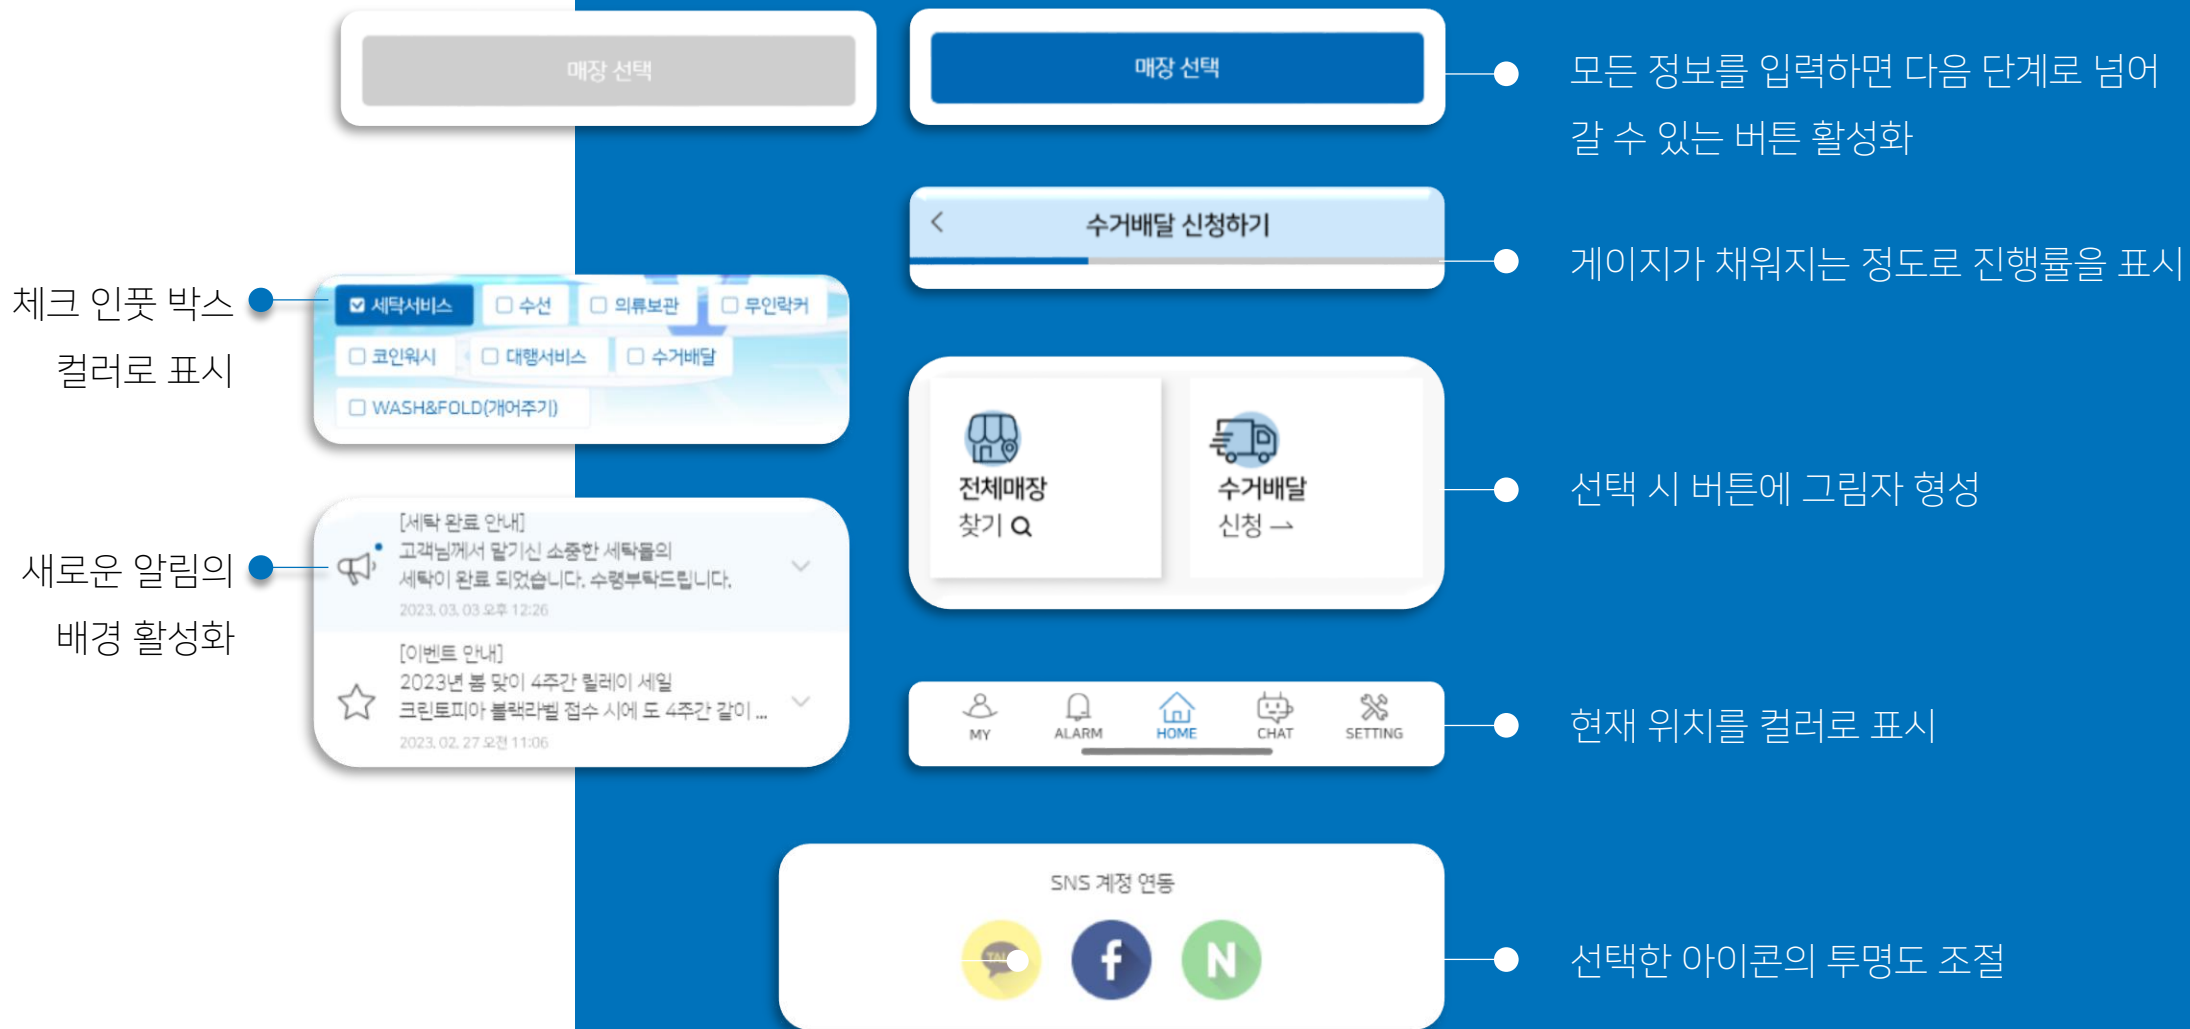 매장 선택
매장 선택
모든 정보를 입력하면 다음 단계로 넘어
갈 수 있는 버튼 활성화
수거배달 신청하기
게이지가 채워지는 정도로 진행률을 표시
체크 인풋 박스
컬러로 표시
세탁서비스 수선 의류보관 무인락커
코인워시 대행서비스 수거배달
WASH&FOLD(개어주기)
전체매장
찾기
수거배달
신청
선택 시 버튼에 그림자 형성
새로운 알림의
배경 활성화
[세탁 완료 안내]
고객님께서 맡기신 소중한 세탁물의
세탁이 완료 되었습니다. 수령부탁드립니다.
2023. 03. 03 오후 12:26
[이벤트 안내]
2023년 봄 맞이 4주간 릴레이 세일
크린토피아 블랙라벨 접수 시에 도 4주간 같이 ...
2023. 02. 27 오전 11:06
MY ALARM HOME CHAT SETTING
현재 위치를 컬러로 표시
SNS 계정 연동
f N
선택한 아이콘의 투명도 조절